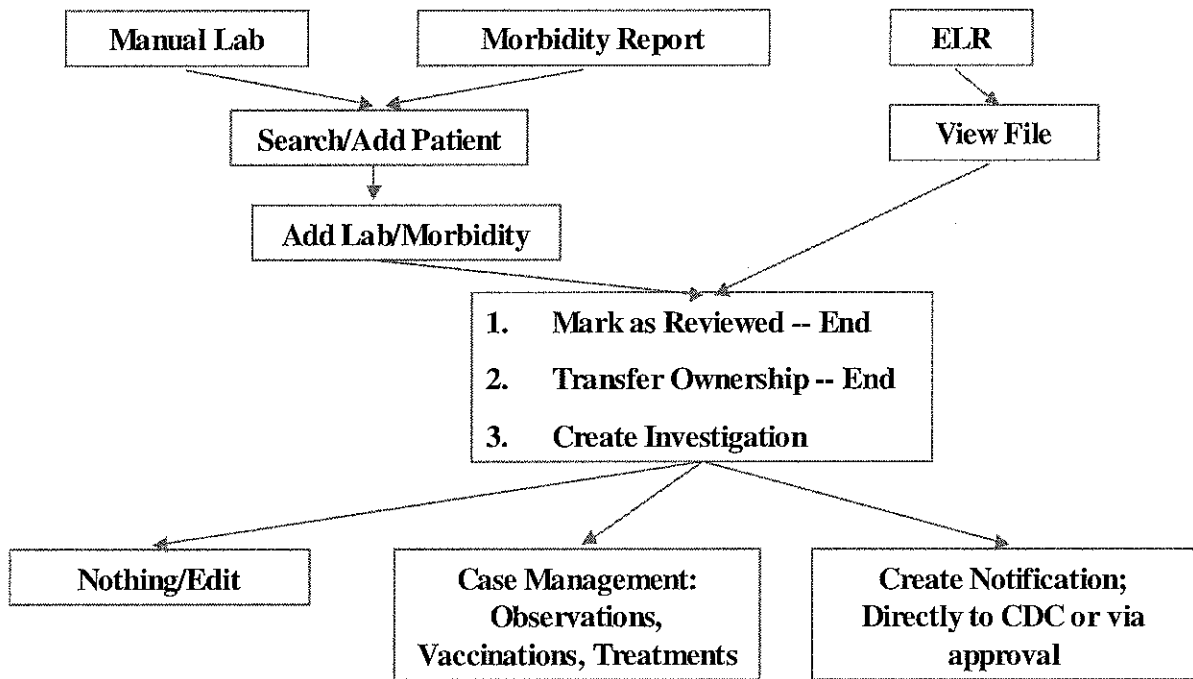 Manual Lab
Morbidity Report
ELR
Search/Add Patient
View File
Add Lab/Morbidity
1. Mark as Reviewed -- End
2. Transfer Ownership -- End
3. Create Investigation
Nothing/Edit
Case Management:
Observations,
Vaccinations, Treatments
Create Notification;
Directly to CDC or via
approval